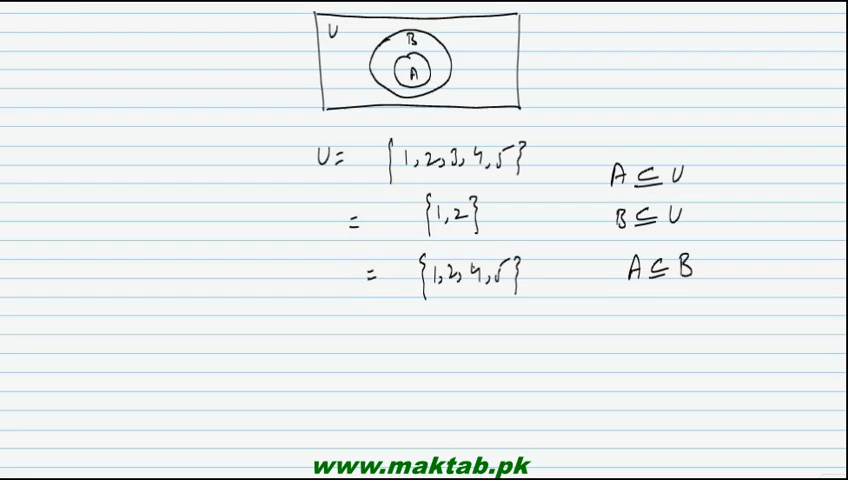 U
B
A
U= {1,2,3,4,5}
A ⊆ U
= {1,2}
B ⊆ U
= {1,2,4,5}
A ⊆ B
www.maktab.pk